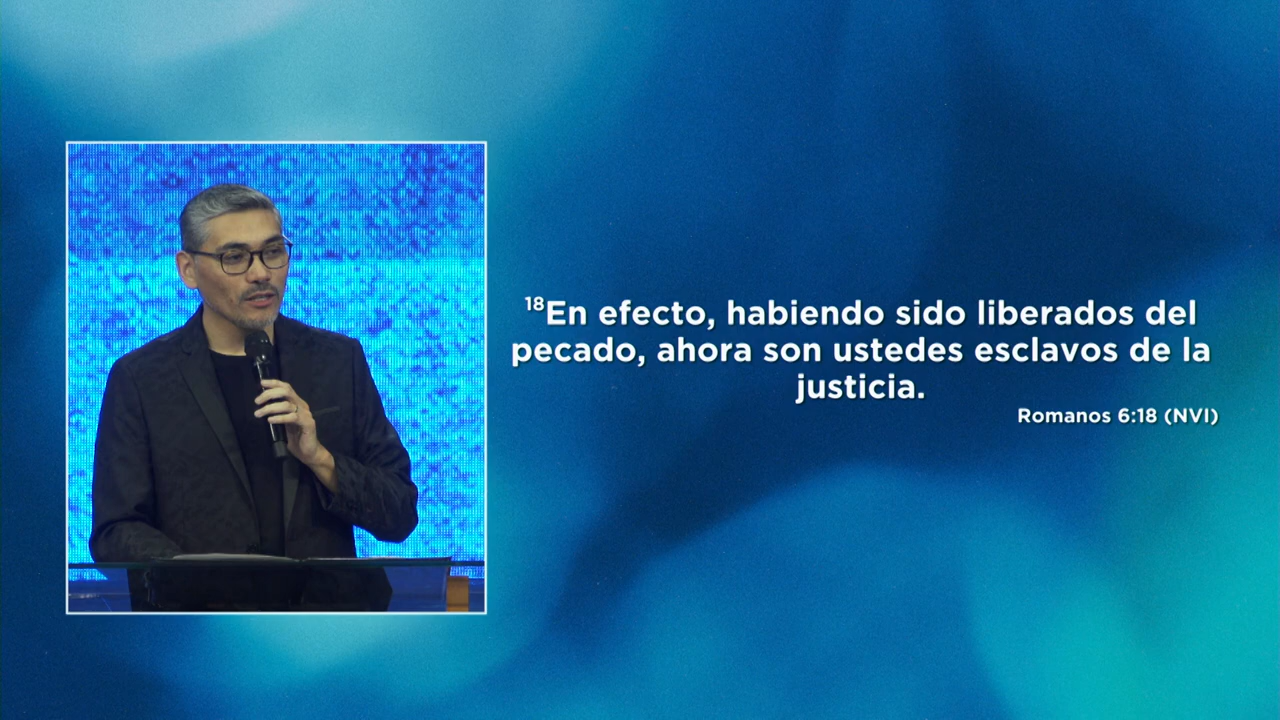 ¹⁸En efecto, habiendo sido liberados del
pecado, ahora son ustedes esclavos de la
justicia.
Romanos 6:18 (NVI)